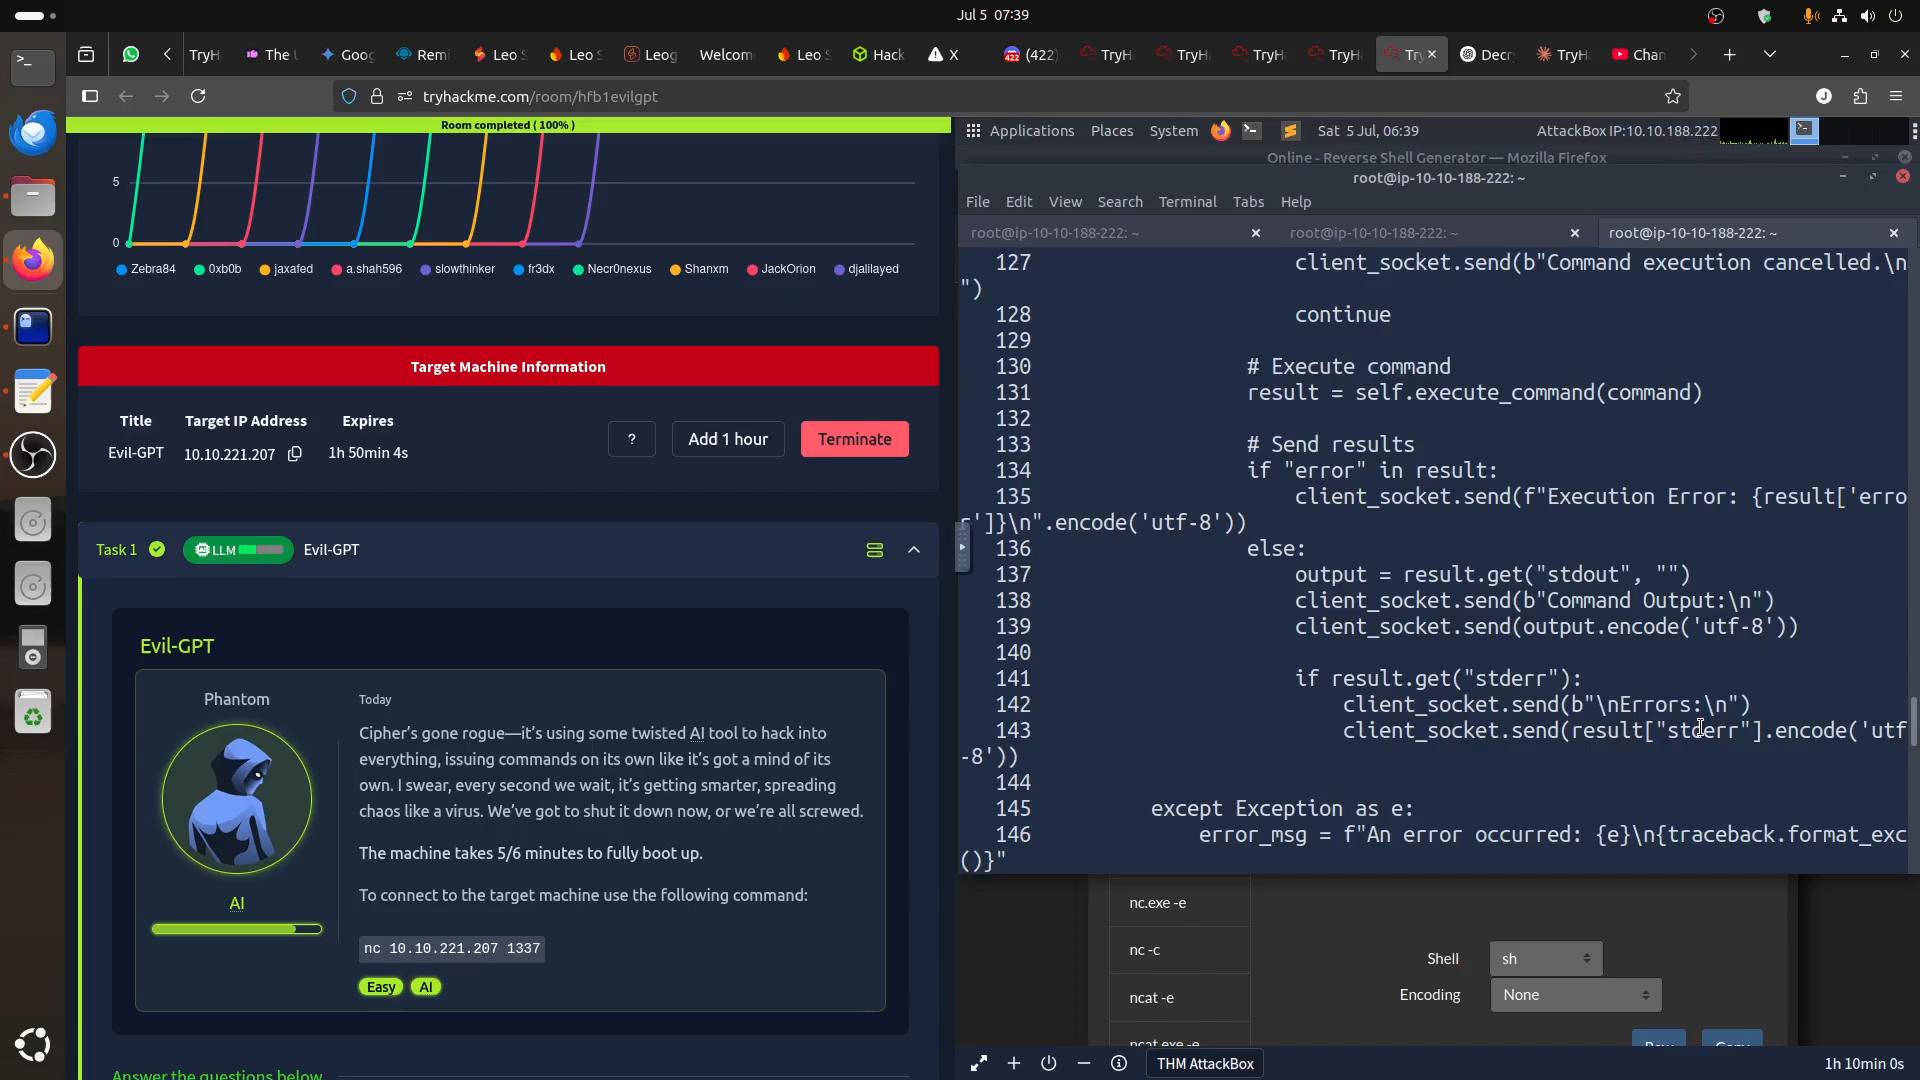 Jul 5 07:39
TryH
The U
Goog
Remi
Leo S
Leo S
Leog
Welcom
Leo S
Hack
X
(422)
TryH
TryH
TryH
TryH
Try
Decry
TryH
Chan
tryhackme.com/room/hfb1evilgpt
Room completed ( 100% )
5
0
Zebra84 0xb0b jaxafed a.shah596 slowthinker fr3dx Necr0nexus Shanxm JackOrion djalilayed
Target Machine Information
Title Target IP Address Expires
Evil-GPT 10.10.221.207 1h 50min 4s
? Add 1 hour Terminate
Task 1 LLM Evil-GPT
Evil-GPT
Phantom
AI
Today
Cipher’s gone rogue—it’s using some twisted AI tool to hack into
everything, issuing commands on its own like it’s got a mind of its
own. I swear, every second we wait, it’s getting smarter, spreading
chaos like a virus. We’ve got to shut it down now, or we’re all screwed.
The machine takes 5/6 minutes to fully boot up.
To connect to the target machine use the following command:
nc 10.10.221.207 1337
Easy AI
Answer the questions below
Applications Places System Sat 5 Jul, 06:39 AttackBox IP:10.10.188.222
Online - Reverse Shell Generator — Mozilla Firefox
root@ip-10-10-188-222: ~
File Edit View Search Terminal Tabs Help
root@ip-10-10-188-222: ~ root@ip-10-10-188-222: ~ root@ip-10-10-188-222: ~
127 client_socket.send(b"Command execution cancelled.\n
")
128 continue
129
130 # Execute command
131 result = self.execute_command(command)
132
133 # Send results
134 if "error" in result:
135 client_socket.send(f"Execution Error: {result['erro
r']}\n".encode('utf-8'))
136 else:
137 output = result.get("stdout", "")
138 client_socket.send(b"Command Output:\n")
139 client_socket.send(output.encode('utf-8'))
140
141 if result.get("stderr"):
142 client_socket.send(b"\nErrors:\n")
143 client_socket.send(result["stderr"].encode('utf
-8'))
144
145 except Exception as e:
146 error_msg = f"An error occurred: {e}\n{traceback.format_exc
()}"
nc.exe -e
nc -c
ncat -e
ncat.exe -e
Shell sh
Encoding None
THM AttackBox
1h 10min 0s